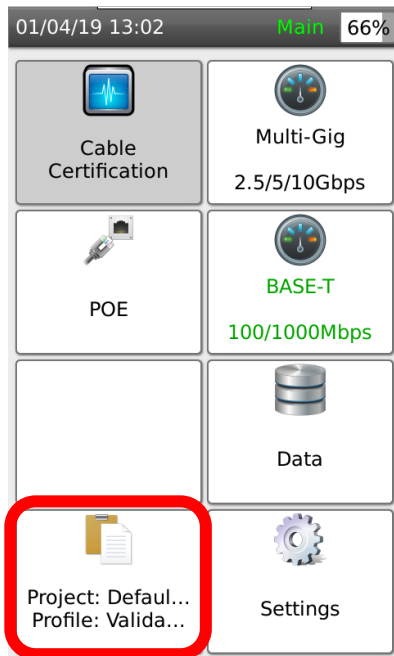 01/04/19 13:02 Main 66%
Cable
Certification
Multi-Gig
2.5/5/10Gbps
POE
BASE-T
100/1000Mbps
Data
Project: Defaul...
Profile: Valida...
Settings